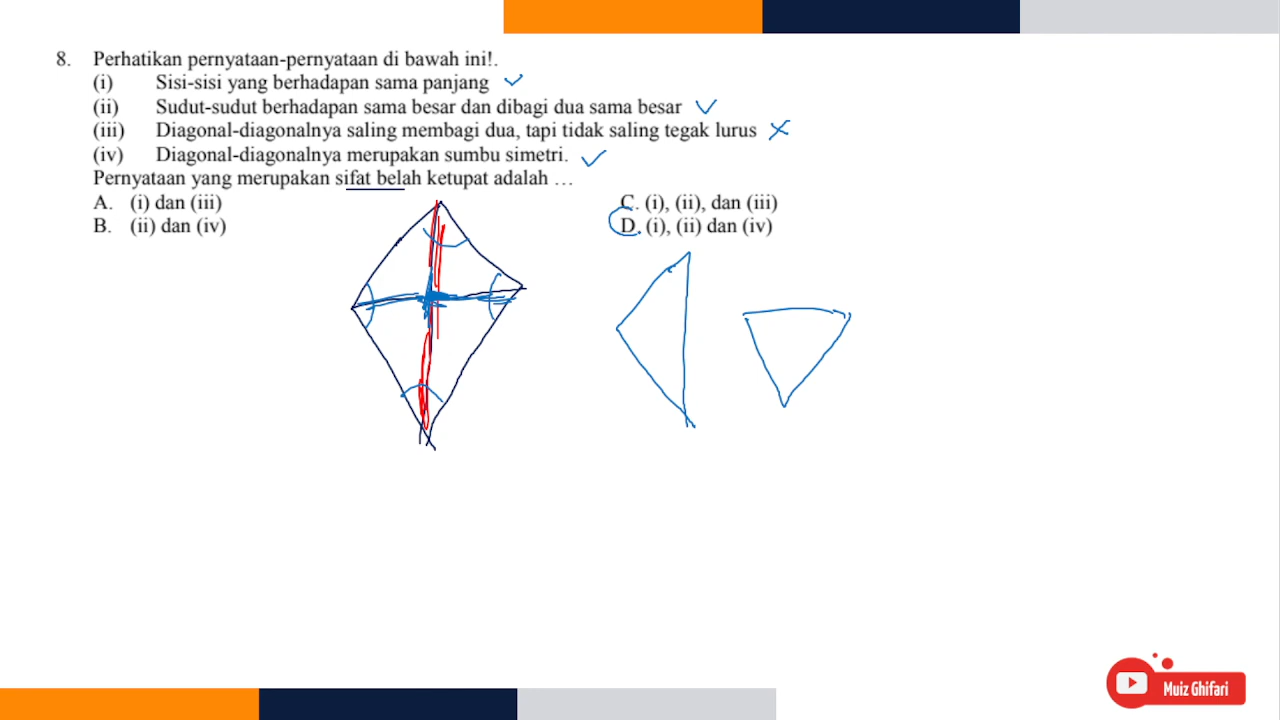 8. Perhatikan pernyataan-pernyataan di bawah ini!.
(i) Sisi-sisi yang berhadapan sama panjang
(ii) Sudut-sudut berhadapan sama besar dan dibagi dua sama besar
(iii) Diagonal-diagonalnya saling membagi dua, tapi tidak saling tegak lurus
(iv) Diagonal-diagonalnya merupakan sumbu simetri.
Pernyataan yang merupakan sifat belah ketupat adalah …
A. (i) dan (iii)
B. (ii) dan (iv)
C. (i), (ii), dan (iii)
D. (i), (ii) dan (iv)
Muiz Ghifari